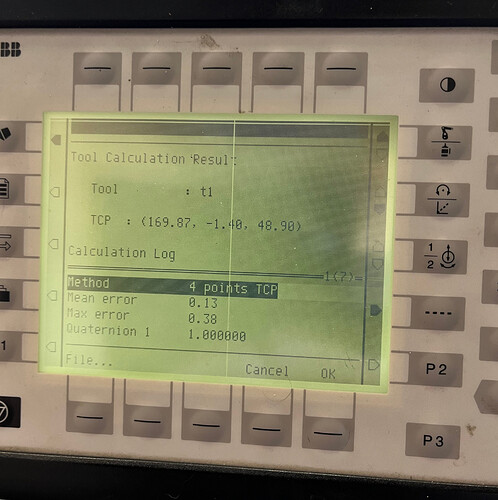 BB
Tool Calculation Result
Tool : t1
TCP : (169.87, -1.40, 48.90)
Calculation Log
1(7)
Method 4 points TCP
Mean error 0.13
Max error 0.38
Quaternion 1 1.000000
File... Cancel OK
1
2
P2
P3
1